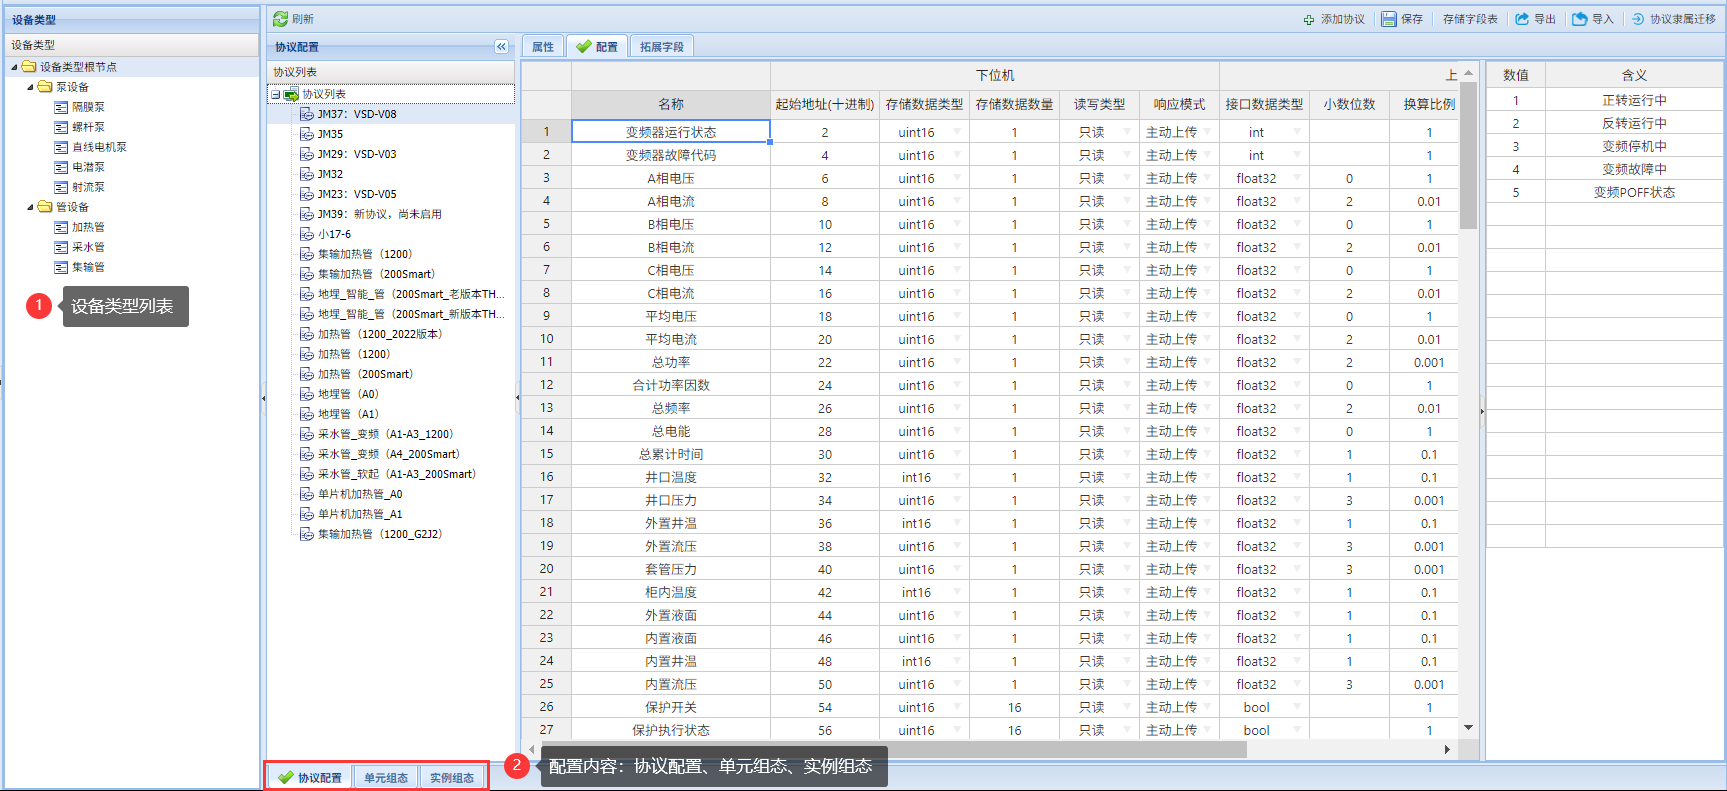 设备类型
设备类型
设备类型根节点
泵设备
隔膜泵
螺杆泵
直线电机泵
电潜泵
射流泵
管设备
加热管
采水管
集输管
1 设备类型列表
刷新
添加协议 保存 存储字段表 导出 导入 协议隶属迁移
协议配置
协议列表
协议列表
JM37：VSD-V08
JM35
JM29：VSD-V03
JM32
JM23：VSD-V05
JM39：新协议，尚未启用
小17-6
集输加热管（1200）
集输加热管（200Smart）
地埋_智能_管（200Smart_老版本TH...
地埋_智能_管（200Smart_新版本TH...
加热管（1200_2022版本）
加热管（1200）
加热管（200Smart）
地埋管（A0）
地埋管（A1）
采水管_变频（A1-A3_1200）
采水管_变频（A4_200Smart）
采水管_软起（A1-A3_200Smart）
单片机加热管_A0
单片机加热管_A1
集输加热管（1200_G2J2）
属性 配置 拓展字段
下位机 上
名称 起始地址(十进制) 存储数据类型 存储数据数量 读写类型 响应模式 接口数据类型 小数位数 换算比例
1 变频器运行状态 2 uint16 1 只读 主动上传 int 1
2 变频器故障代码 4 uint16 1 只读 主动上传 int 1
3 A相电压 6 uint16 1 只读 主动上传 float32 0 1
4 A相电流 8 uint16 1 只读 主动上传 float32 2 0.01
5 B相电压 10 uint16 1 只读 主动上传 float32 0 1
6 B相电流 12 uint16 1 只读 主动上传 float32 2 0.01
7 C相电压 14 uint16 1 只读 主动上传 float32 0 1
8 C相电流 16 uint16 1 只读 主动上传 float32 2 0.01
9 平均电压 18 uint16 1 只读 主动上传 float32 0 1
10 平均电流 20 uint16 1 只读 主动上传 float32 2 0.01
11 总功率 22 uint16 1 只读 主动上传 float32 2 0.001
12 合计功率因数 24 uint16 1 只读 主动上传 float32 0 1
13 总频率 26 uint16 1 只读 主动上传 float32 2 0.01
14 总电能 28 uint16 1 只读 主动上传 float32 0 1
15 总累计时间 30 uint16 1 只读 主动上传 float32 1 0.1
16 井口温度 32 int16 1 只读 主动上传 float32 1 0.1
17 井口压力 34 uint16 1 只读 主动上传 float32 3 0.001
18 外置井温 36 int16 1 只读 主动上传 float32 1 0.1
19 外置流压 38 uint16 1 只读 主动上传 float32 3 0.001
20 套管压力 40 uint16 1 只读 主动上传 float32 3 0.001
21 柜内温度 42 int16 1 只读 主动上传 float32 1 0.1
22 外置液面 44 uint16 1 只读 主动上传 float32 1 0.1
23 内置液面 46 uint16 1 只读 主动上传 float32 1 0.1
24 内置井温 48 int16 1 只读 主动上传 float32 1 0.1
25 内置流压 50 uint16 1 只读 主动上传 float32 3 0.001
26 保护开关 54 uint16 16 只读 主动上传 bool 1
27 保护执行状态 56 uint16 16 只读 主动上传 bool 1
数值 含义
1 正转运行中
2 反转运行中
3 变频停机中
4 变频故障中
5 变频POFF状态
协议配置 单元组态 实例组态
2 配置内容：协议配置、单元组态、实例组态